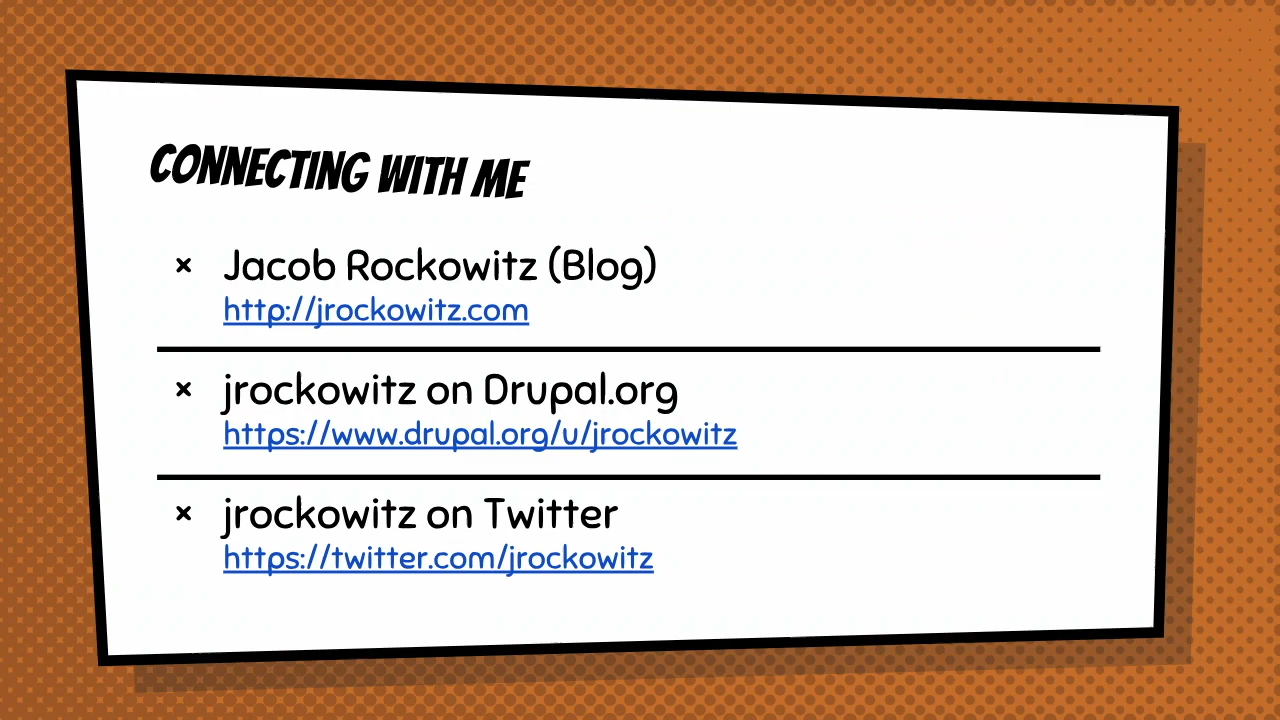 CONNECTING WITH ME
× Jacob Rockowitz (Blog)
http://jrockowitz.com
× jrockowitz on Drupal.org
https://www.drupal.org/u/jrockowitz
× jrockowitz on Twitter
https://twitter.com/jrockowitz